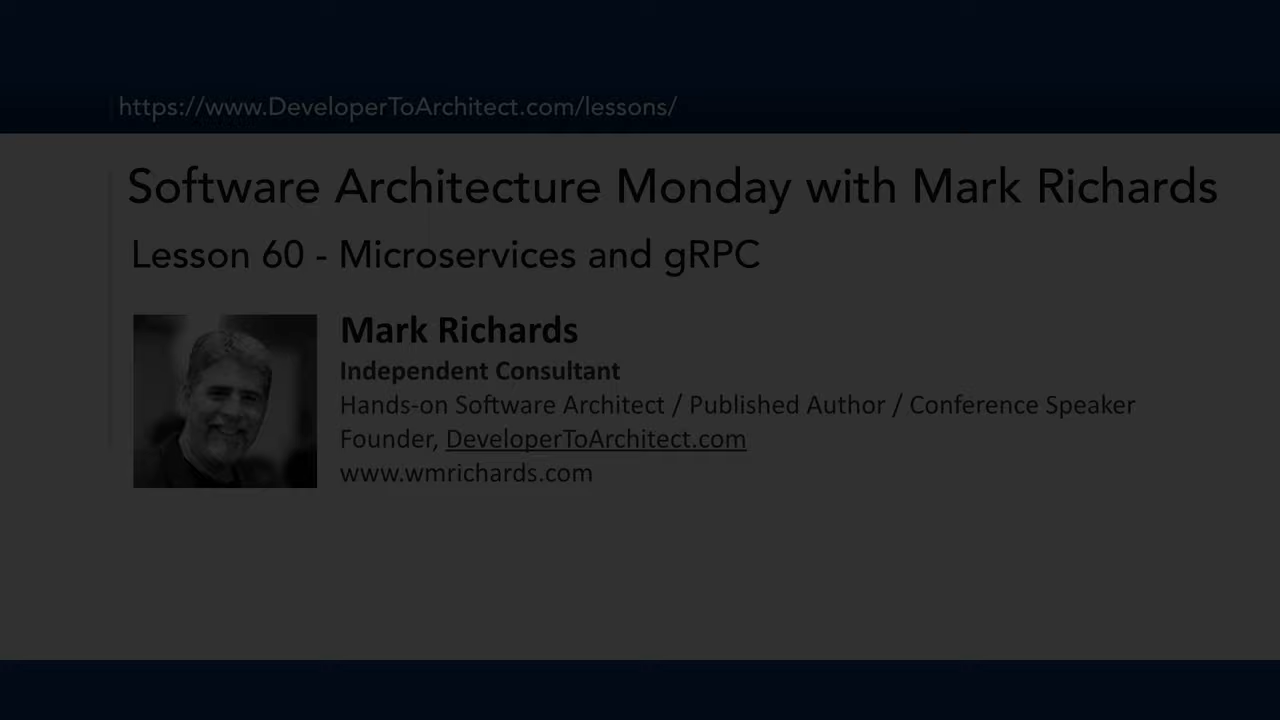 https://www.DeveloperToArchitect.com/lessons/
Software Architecture Monday with Mark Richards
Lesson 60 - Microservices and gRPC
Mark Richards
Independent Consultant
Hands-on Software Architect / Published Author / Conference Speaker
Founder, DeveloperToArchitect.com
www.wmrichards.com